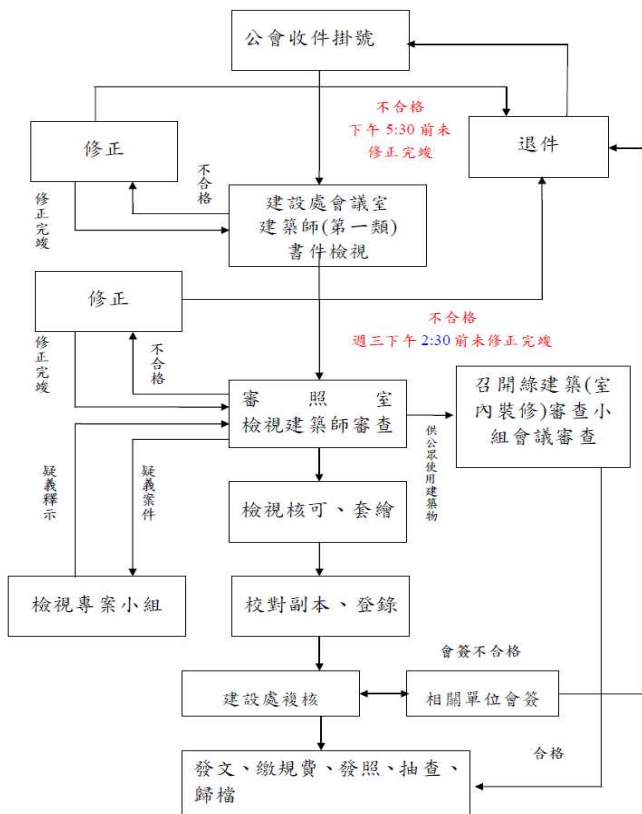 公會收件掛號
不合格
下午 5:30 前未
修正完竣
修正
退件
不合格
修正完竣
建設處會議室
建築師(第一類)
書件檢視
修正
不合格
週三下午 2:30 前未修正完竣
修正完竣
不合格
審照室
檢視建築師審查
供公眾使用建築物
召開綠建築(室
內裝修)審查小
組會議審查
疑義釋示
疑義案件
檢視核可、套繪
檢視專案小組
校對副本、登錄
會簽不合格
建設處複核
相關單位會簽
合格
發文、繳規費、發照、抽查、
歸檔